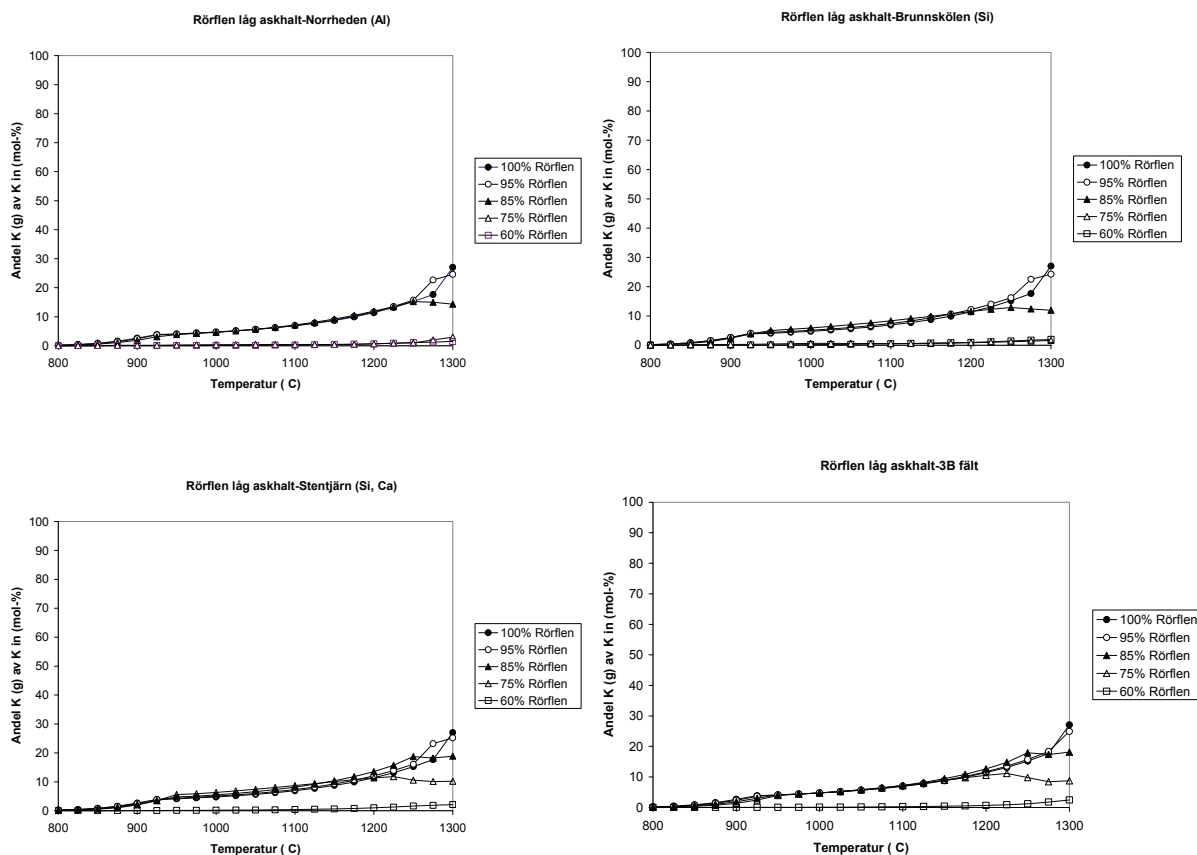 Rörflen låg askhalt-Norrheden (Al)
Andel K (g) av K in (mol-%)
100
90
80
70
60
50
40
30
20
10
0
800
900
1000
1100
1200
1300
Temperatur ( C)
100% Rörflen
95% Rörflen
85% Rörflen
75% Rörflen
60% Rörflen
Rörflen låg askhalt-Brunnskölen (Si)
Andel K (g) av K in (mol-%)
100
90
80
70
60
50
40
30
20
10
0
800
900
1000
1100
1200
1300
Temperatur ( C)
100% Rörflen
95% Rörflen
85% Rörflen
75% Rörflen
60% Rörflen
Rörflen låg askhalt-Stentjärn (Si, Ca)
Andel K (g) av K in (mol-%)
100
90
80
70
60
50
40
30
20
10
0
800
900
1000
1100
1200
1300
Temperatur ( C)
100% Rörflen
95% Rörflen
85% Rörflen
75% Rörflen
60% Rörflen
Rörflen låg askhalt-3B fält
Andel K (g) av K in (mol-%)
100
90
80
70
60
50
40
30
20
10
0
800
900
1000
1100
1200
1300
Temperatur ( C)
100% Rörflen
95% Rörflen
85% Rörflen
75% Rörflen
60% Rörflen